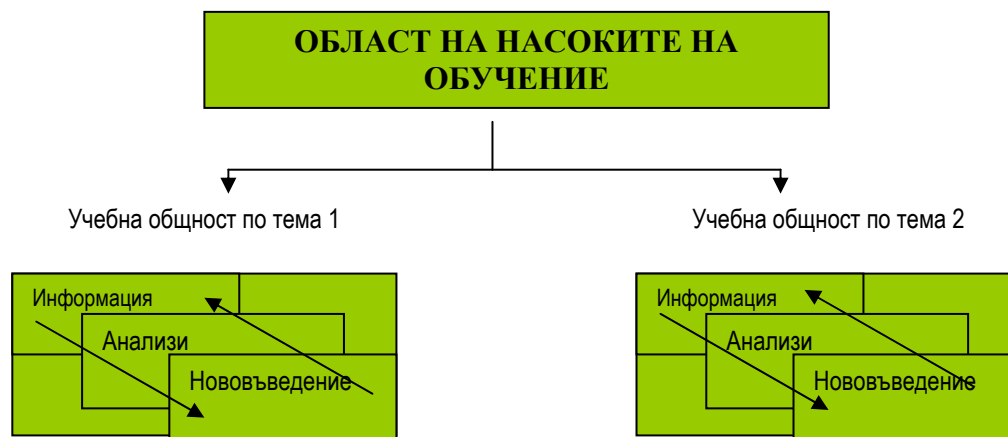 ОБЛАСТ НА НАСОКИТЕ НА
ОБУЧЕНИЕ
Учебна общност по тема 1
Учебна общност по тема 2
Информация
Анализи
Нововъведение
Информация
Анализи
Нововъведение